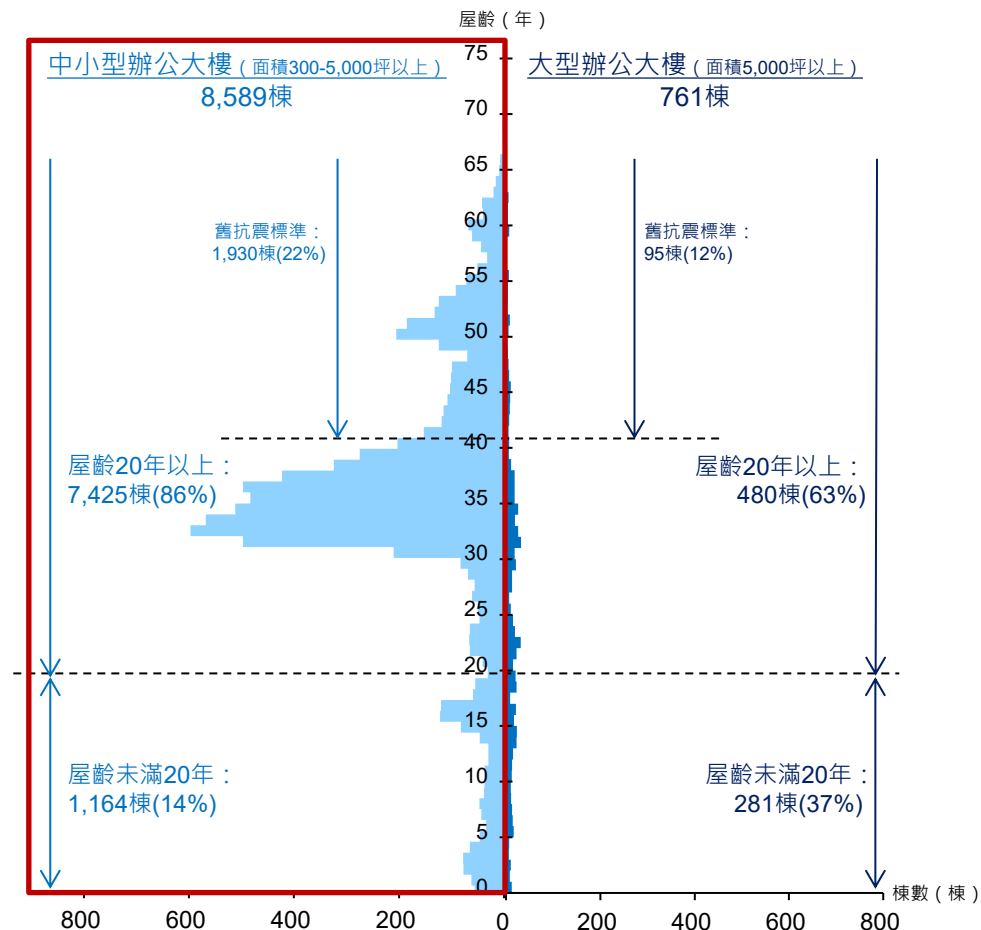 屋齡（年）
中小型辦公大樓（面積300-5,000坪以上）
8,589棟
大型辦公大樓（面積5,000坪以上）
761棟
75
70
65
60
55
50
45
40
35
30
25
20
15
10
5
0
舊抗震標準：
1,930棟(22%)
舊抗震標準：
95棟(12%)
屋齡20年以上：
7,425棟(86%)
屋齡20年以上：
480棟(63%)
屋齡未滿20年：
1,164棟(14%)
屋齡未滿20年：
281棟(37%)
棟數（棟）
800 600 400 200 0 200 400 600 800